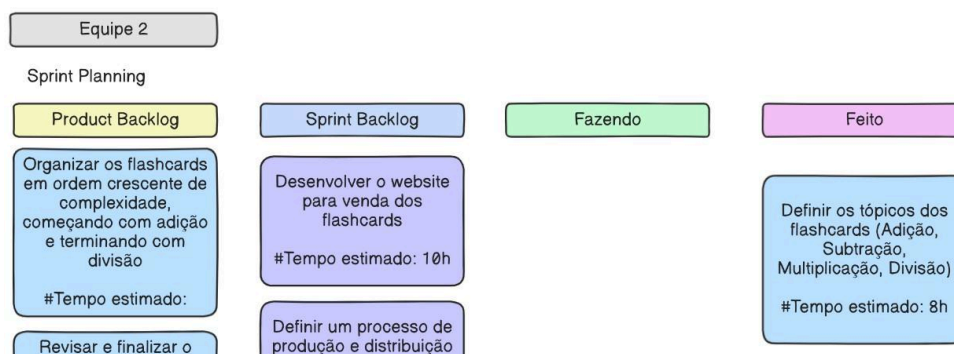 Equipe 2
Sprint Planning
Product Backlog
Organizar os flashcards
em ordem crescente de
complexidade,
começando com adição
e terminando com
divisão
#Tempo estimado:
Revisar e finalizar o
Sprint Backlog
Desenvolver o website
para venda dos
flashcards
#Tempo estimado: 10h
Definir um processo de
produção e distribuição
Fazendo
Feito
Definir os tópicos dos
flashcards (Adição,
Subtração,
Multiplicação, Divisão)
#Tempo estimado: 8h